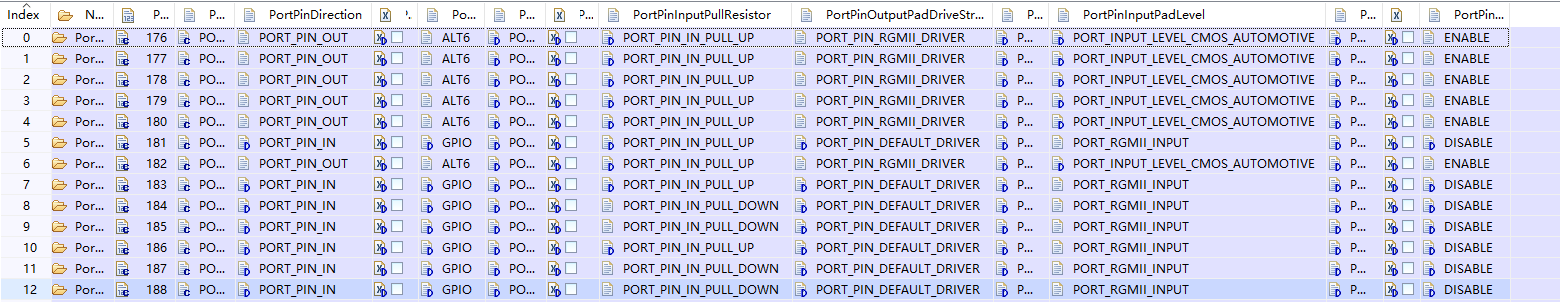 Index N... P... P... PortPinDirection P. Po... P... P... PortPinInputPullResistor PortPinOutputPadDriveStr... P... PortPinInputPadLevel P... PortPin...
0 Por... 176 PO... PORT_PIN_OUT ALT6 PO... PORT_PIN_IN_PULL_UP PORT_PIN_RGMII_DRIVER P... PORT_INPUT_LEVEL_CMOS_AUTOMOTIVE P... ENABLE
1 Por... 177 PO... PORT_PIN_OUT ALT6 PO... PORT_PIN_IN_PULL_UP PORT_PIN_RGMII_DRIVER P... PORT_INPUT_LEVEL_CMOS_AUTOMOTIVE P... ENABLE
2 Por... 178 PO... PORT_PIN_OUT ALT6 PO... PORT_PIN_IN_PULL_UP PORT_PIN_RGMII_DRIVER P... PORT_INPUT_LEVEL_CMOS_AUTOMOTIVE P... ENABLE
3 Por... 179 PO... PORT_PIN_OUT ALT6 PO... PORT_PIN_IN_PULL_UP PORT_PIN_RGMII_DRIVER P... PORT_INPUT_LEVEL_CMOS_AUTOMOTIVE P... ENABLE
4 Por... 180 PO... PORT_PIN_OUT ALT6 PO... PORT_PIN_IN_PULL_UP PORT_PIN_RGMII_DRIVER P... PORT_INPUT_LEVEL_CMOS_AUTOMOTIVE P... ENABLE
5 Por... 181 PO... PORT_PIN_IN GPIO PO... PORT_PIN_IN_PULL_UP PORT_PIN_DEFAULT_DRIVER P... PORT_RGMII_INPUT P... DISABLE
6 Por... 182 PO... PORT_PIN_OUT ALT6 PO... PORT_PIN_IN_PULL_UP PORT_PIN_RGMII_DRIVER P... PORT_INPUT_LEVEL_CMOS_AUTOMOTIVE P... ENABLE
7 Por... 183 PO... PORT_PIN_IN GPIO PO... PORT_PIN_IN_PULL_UP PORT_PIN_DEFAULT_DRIVER P... PORT_RGMII_INPUT P... DISABLE
8 Por... 184 PO... PORT_PIN_IN GPIO PO... PORT_PIN_IN_PULL_DOWN PORT_PIN_DEFAULT_DRIVER P... PORT_RGMII_INPUT P... DISABLE
9 Por... 185 PO... PORT_PIN_IN GPIO PO... PORT_PIN_IN_PULL_DOWN PORT_PIN_DEFAULT_DRIVER P... PORT_RGMII_INPUT P... DISABLE
10 Por... 186 PO... PORT_PIN_IN GPIO PO... PORT_PIN_IN_PULL_UP PORT_PIN_DEFAULT_DRIVER P... PORT_RGMII_INPUT P... DISABLE
11 Por... 187 PO... PORT_PIN_IN GPIO PO... PORT_PIN_IN_PULL_DOWN PORT_PIN_DEFAULT_DRIVER P... PORT_RGMII_INPUT P... DISABLE
12 Por... 188 PO... PORT_PIN_IN GPIO PO... PORT_PIN_IN_PULL_DOWN PORT_PIN_DEFAULT_DRIVER P... PORT_RGMII_INPUT P... DISABLE